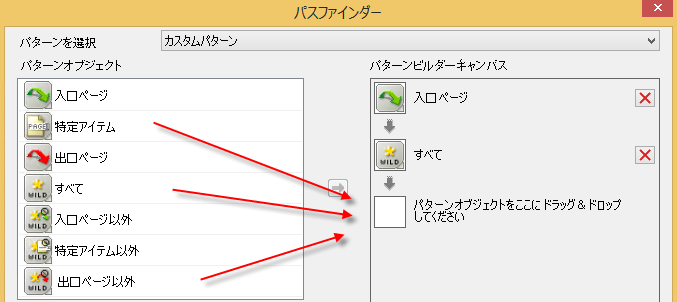 パスファインダー
パターンを選択
カスタムパターン
パターンオブジェクト
入口ページ
PAGE
特定アイテム
出口ページ
WILD
すべて
WILD
入口ページ以外
WILD
特定アイテム以外
WILD
出口ページ以外
パターンビルダーキャンバス
入口ページ
WILD
すべて
パターンオブジェクトをここにドラッグ&ドロップ
してください